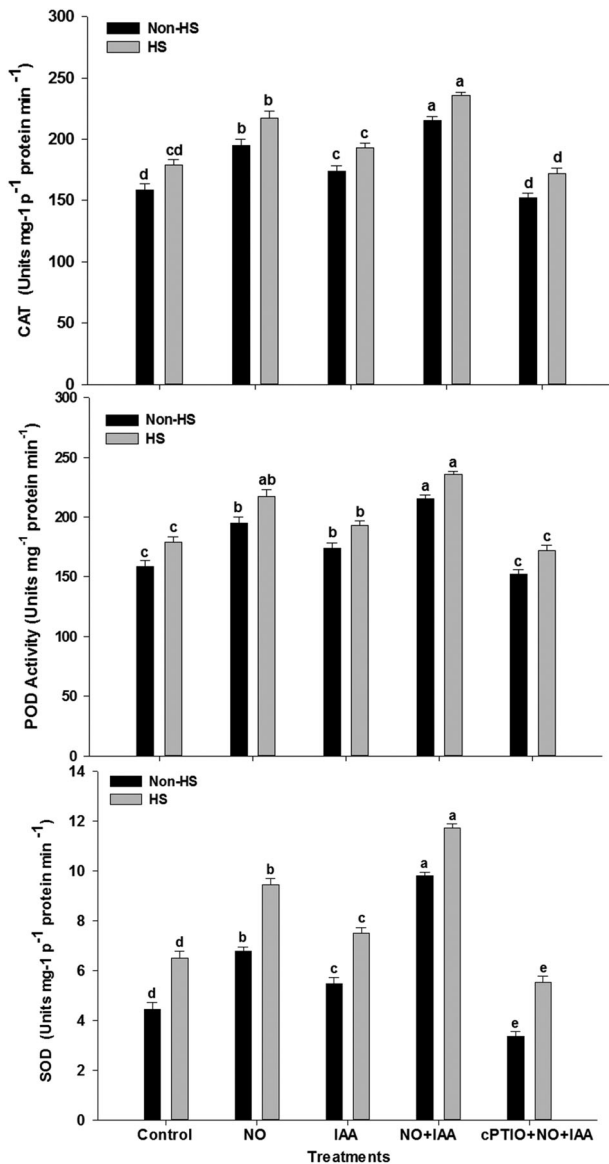 300
Non-HS
HS
a
250
b
a
b
200
c
cd
c
d
d
d
150
100
50
0
CAT (Units mg-1 p⁻¹ protein min -¹)
300
Non-HS
HS
250
ab
a
a
b
b
200
c
b
c
c
c
150
100
50
0
POD Activity (Units mg⁻¹ protein min⁻¹)
14
Non-HS
HS
12
a
10
b
a
8
c
d
b
6
c
e
d
4
e
2
0
SOD (Units mg-1 p⁻¹ protein min -¹)
Control NO IAA NO+IAA cPTIO+NO+IAA
Treatments